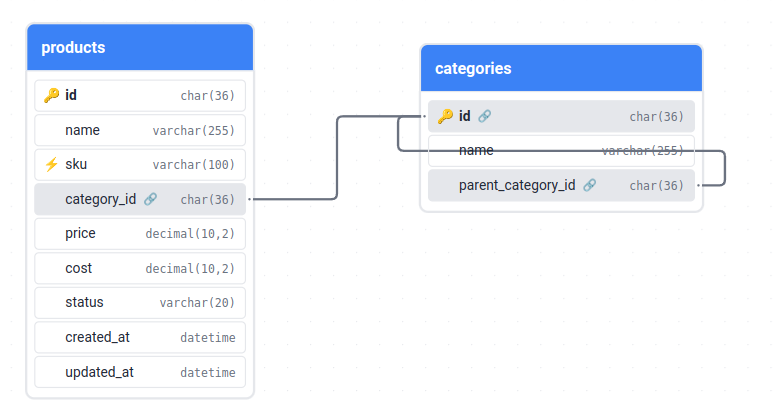 products
id char(36)
name varchar(255)
sku varchar(100)
category_id char(36)
price decimal(10,2)
cost decimal(10,2)
status varchar(20)
created_at datetime
updated_at datetime
categories
id char(36)
name varchar(255)
parent_category_id char(36)